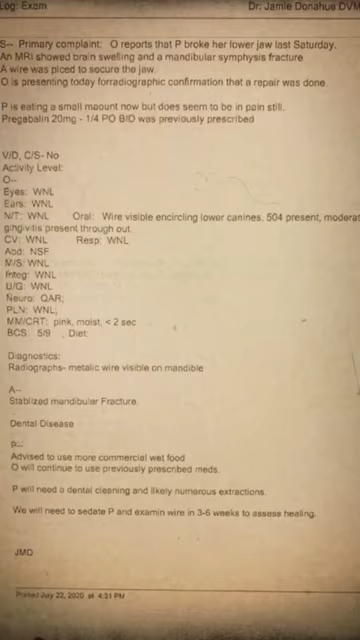 Log: Exam Dr. Jamie Donahue DVM
S-- Primary complaint: O reports that P broke her lower jaw last Saturday.
An MRI showed brain swelling and a mandibular symphysis fracture
A wire was plced to socure the jaw.
O is presenting today forradiographic confirmation that a repair was done.
P is eating a small maount now but does seem to be in pain still.
Pregabalin 20mg - 1/4 PO BID was previously prescribed
V/D, C/S- No
Activity Level:
O--
Eyes: WNL
Ears: WNL
N/T: WNL Oral: Wire visible encircling lower canines, 504 present, moderat
gingivitis present through out.
CV: WNL Resp: WNL
Abd: NSF
M/S: WNL
Integ: WNL
U/G: WNL
Neuro: QAR;
PLN: WNL;
MM/CRT: pink, moist, < 2 sec
BCS: 5/9 , Diet:
Diagnostics:
Radiographs- metalic wire visible on mandible
A--
Stablized mandibular Fracture.
Dental Disease
P--
Advised to use more commercial wet food
O will continue to use previously prescribed meds.
P will need a dental cleaning and likely numerous extractions.
We will need to sedate P and examin wire in 3-6 weeks to assess healing.
JMD
Printed July 22, 2020 at 4:31 PM